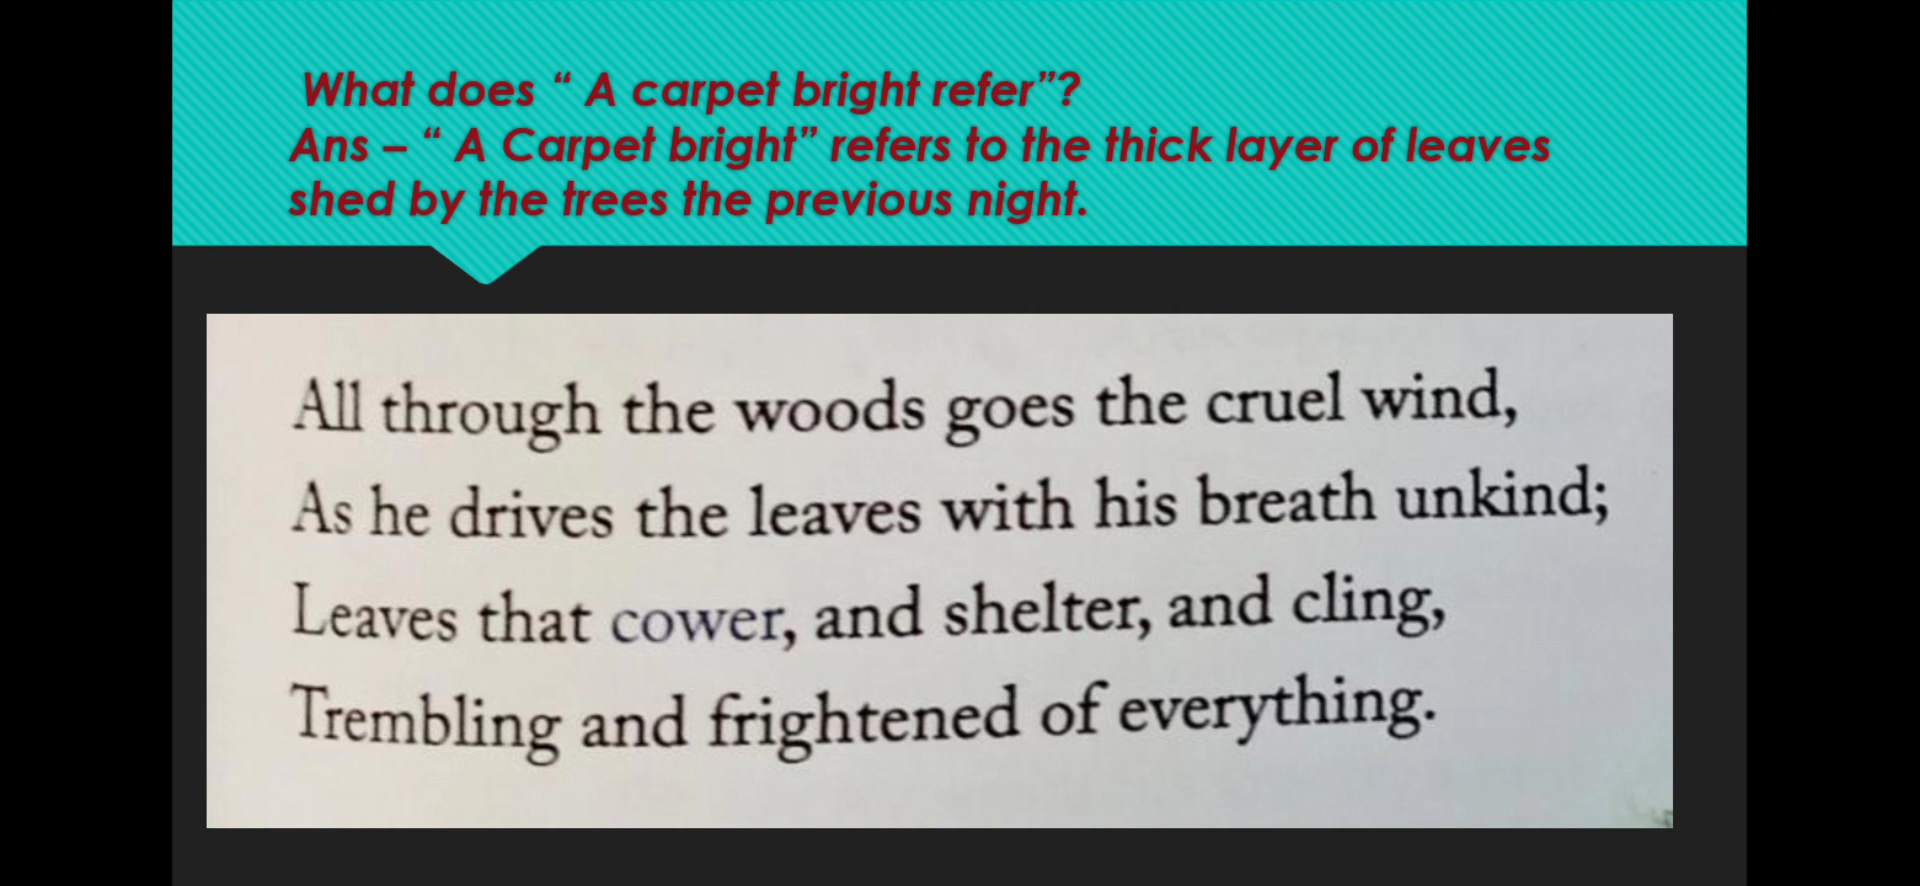 What does “ A carpet bright refer”?
Ans – “ A Carpet bright” refers to the thick layer of leaves
shed by the trees the previous night.
All through the woods goes the cruel wind,
As he drives the leaves with his breath unkind;
Leaves that cower, and shelter, and cling,
Trembling and frightened of everything.